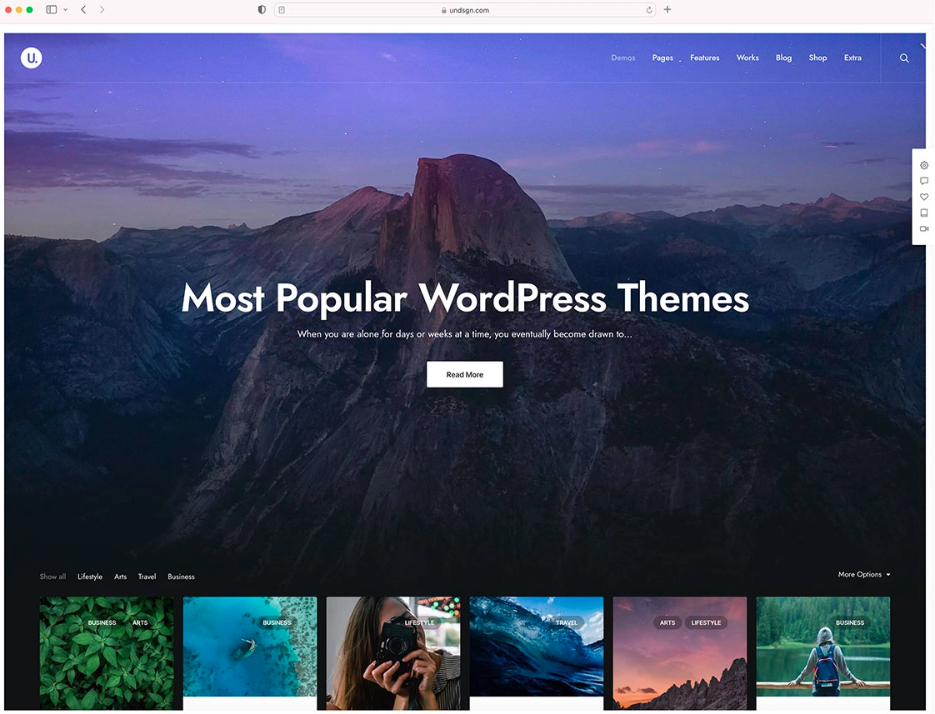 undsgn.com
U.
Demos Pages Features Works Blog Shop Extra
Most Popular WordPress Themes
When you are alone for days or weeks at a time, you eventually become drawn to...
Read More
Show all Lifestyle Arts Travel Business
More Options
BUSINESS ARTS
BUSINESS
LIFESTYLE
TRAVEL
ARTS LIFESTYLE
BUSINESS